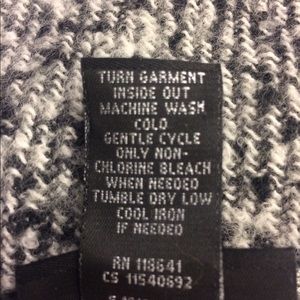 TURN GARMENT
INSIDE OUT
MACHINE WASH
COLD
GENTLE CYCLE
ONLY NON-
CHLORINE BLEACH
WHEN NEEDED
TUMBLE DRY LOW
COOL IRON
IF NEEDED
RN 118641
CS 11540692